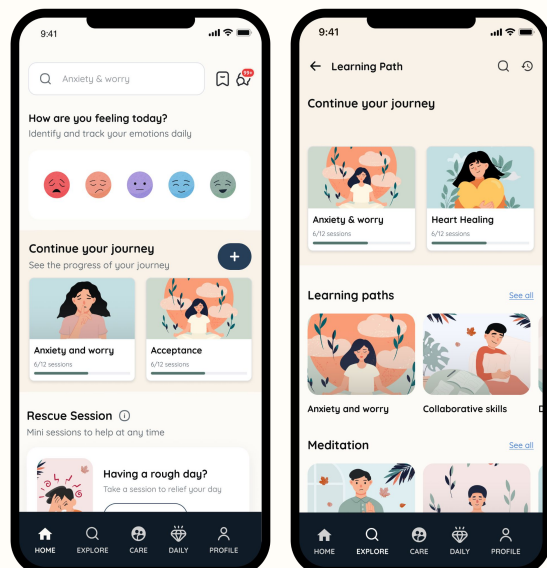 9:41
Anxiety & worry
99+
How are you feeling today?
Identify and track your emotions daily
Continue your journey
See the progress of your journey
+
Anxiety and worry
6/12 sessions
Acceptance
6/12 sessions
Rescue Session
Mini sessions to help at any time
Having a rough day?
Take a session to relief your day
HOME
EXPLORE
CARE
DAILY
PROFILE
9:41
Learning Path
Continue your journey
Anxiety & worry
6/12 sessions
Heart Healing
6/12 sessions
Learning paths
See all
Anxiety and worry
Collaborative skills
Meditation
See all
HOME
EXPLORE
CARE
DAILY
PROFILE